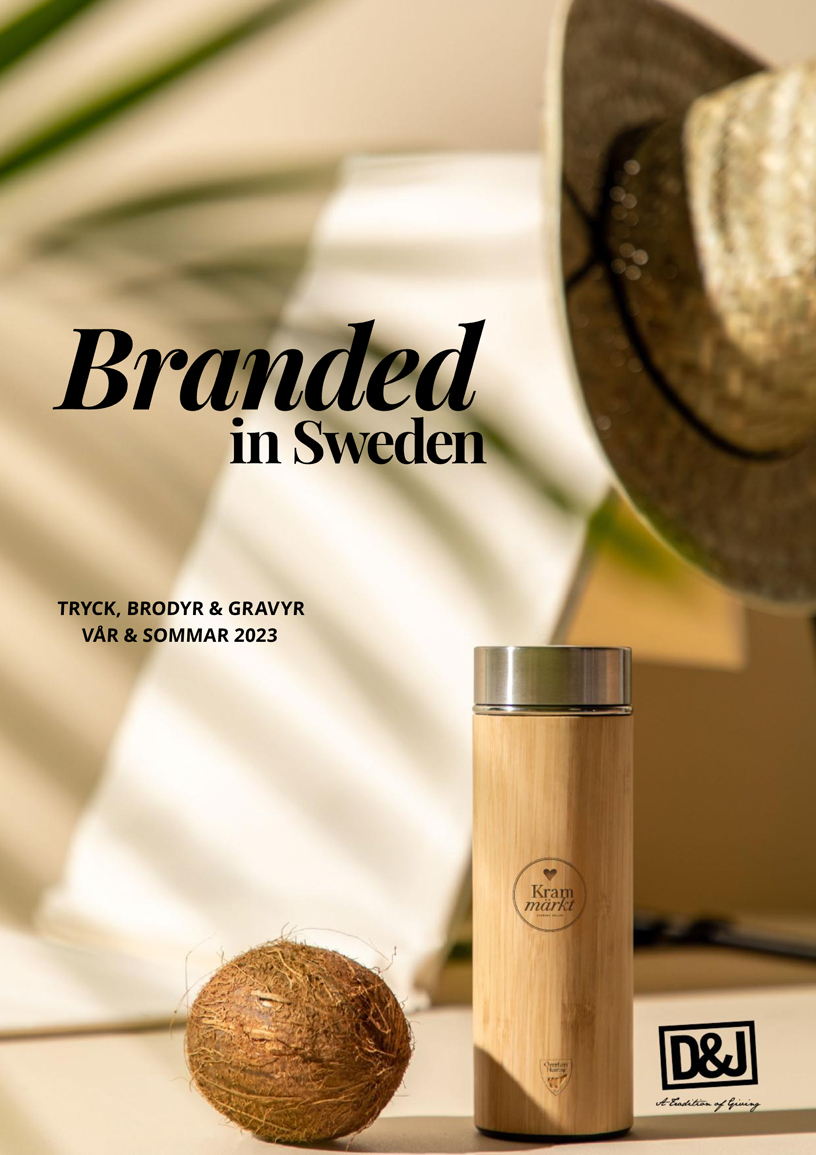 Branded
in Sweden
TRYCK, BRODYR & GRAVYR
VÅR & SOMMAR 2023
Kram
märkt
D&J
A Tradition of Giving